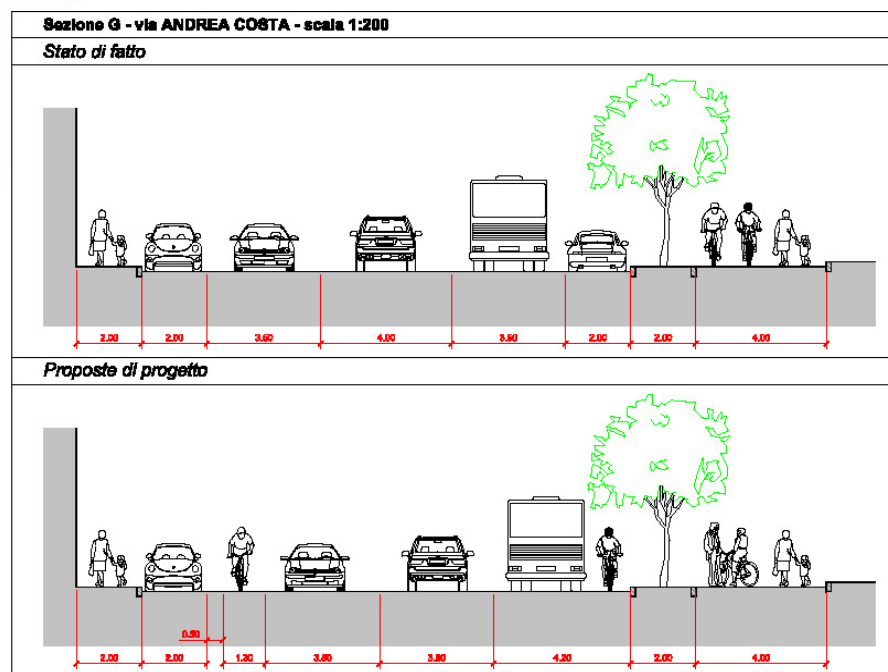 Sezione G - via ANDREA COSTA - scala 1:200
Stato di fatto
2.00 2.00 3.50 4.00 3.50 2.00 2.00 4.00
Proposte di progetto
0.50
2.00 2.00 1.30 3.50 3.50 4.20 2.00 4.00